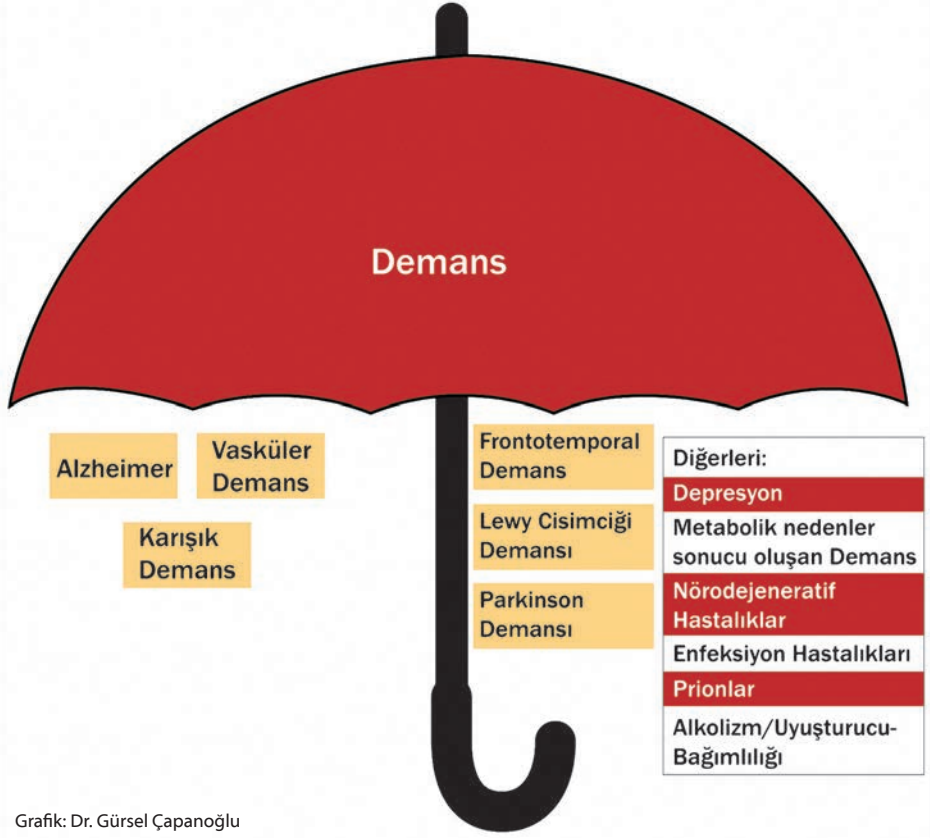 Demans
Alzheimer
Vasküler
Demans
Karışık
Demans
Frontotemporal
Demans
Lewy Cisimciği
Demansı
Parkinson
Demansı
Diğerleri:
Depresyon
Metabolik nedenler
sonucu oluşan Demans
Nörodejeneratif
Hastalıklar
Enfeksiyon Hastalıkları
Prionlar
Alkolizm/Uyuşturucu-
Bağımlılığı
Grafik: Dr. Gürsel Çapanoğlu